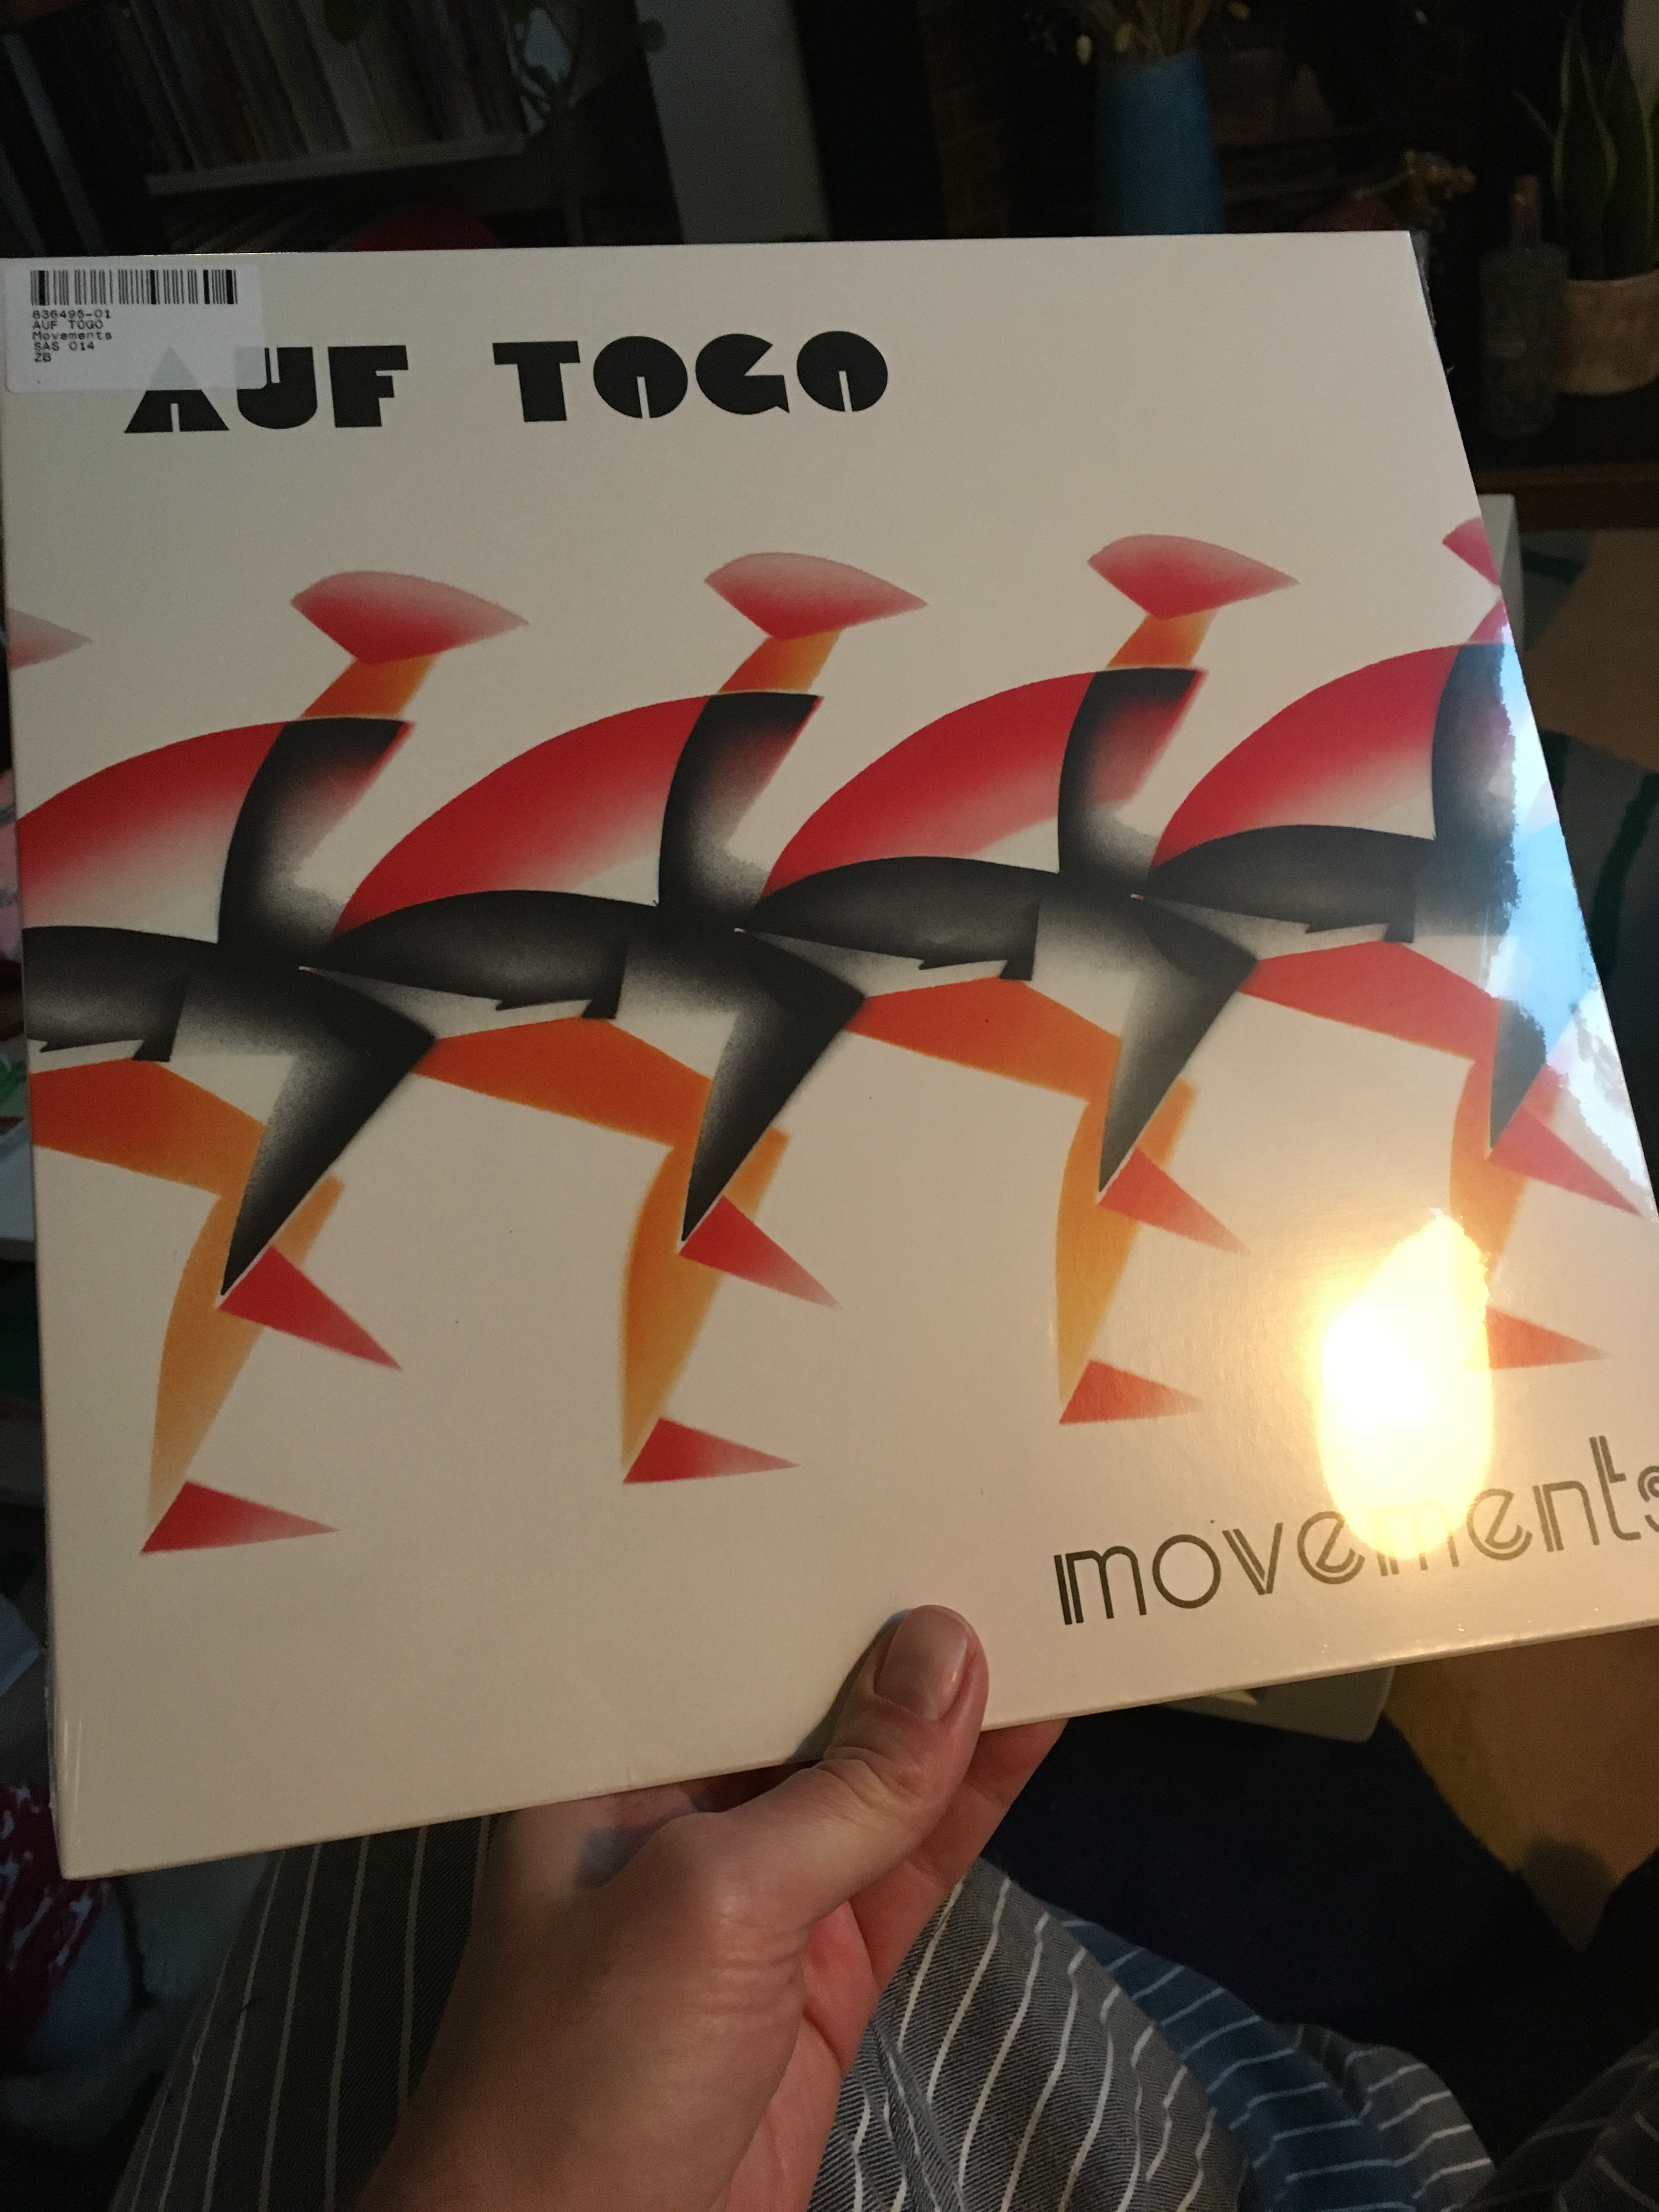 836495-01
AUF TOGO
Movements
SAS 014
ZB
AUF TOGO
movements